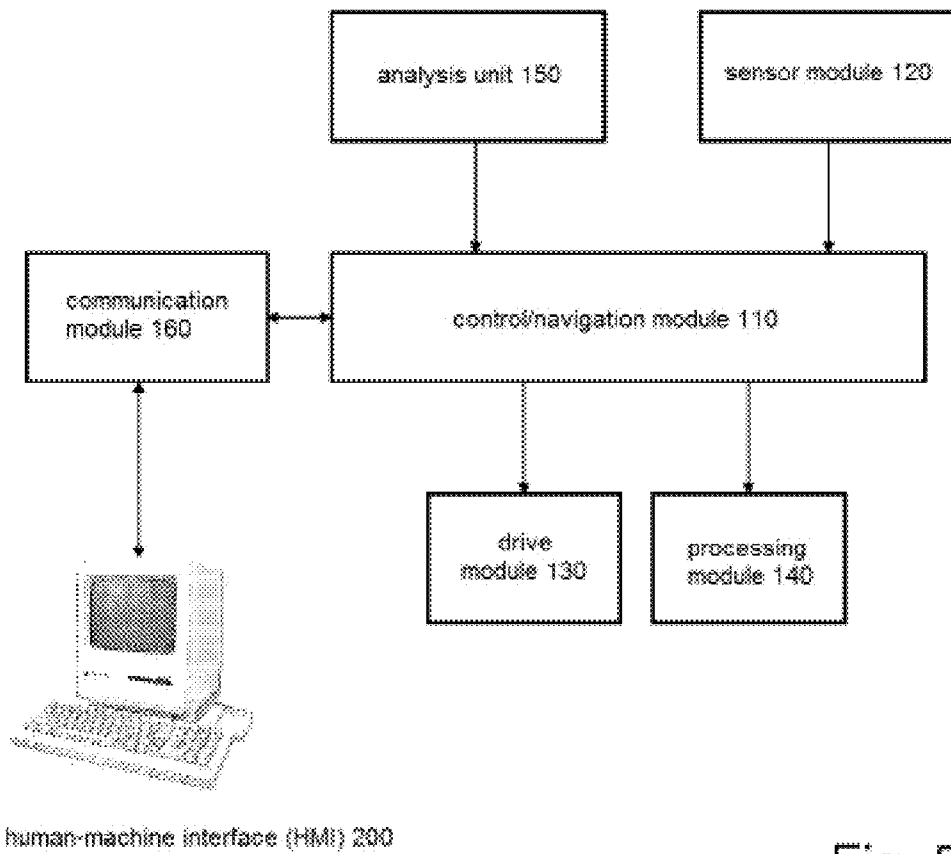 analysis unit 150
sensor module 120
communication
module 160
control/navigation module 110
drive
module 130
processing
module 140
human-machine interface (HMI) 200